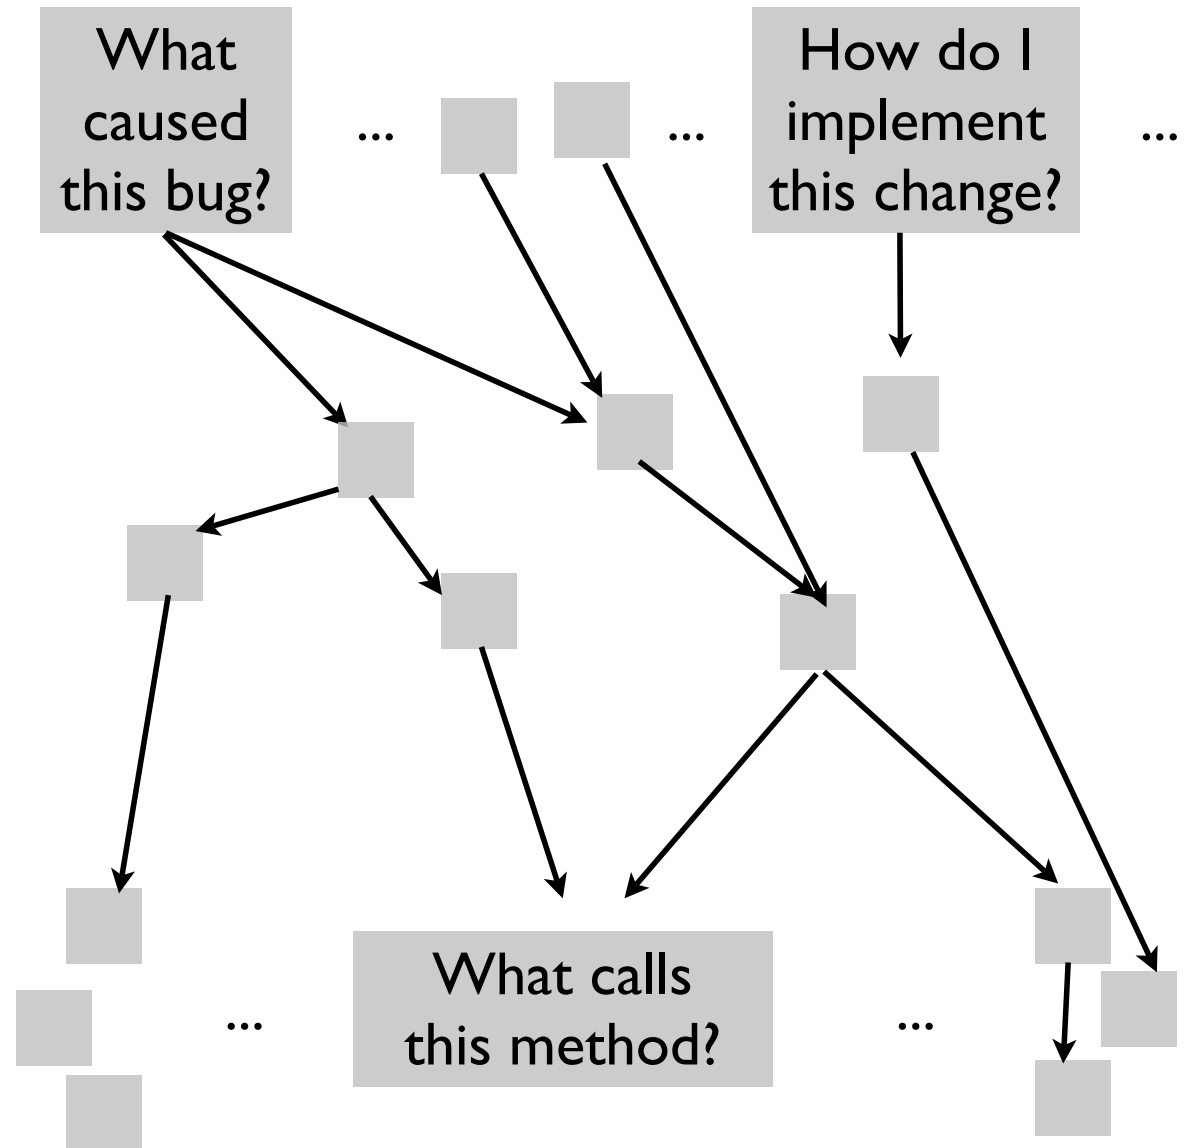 What
caused
this bug?
...
...
How do I
implement
this change?
...
...
What calls
this method?
...